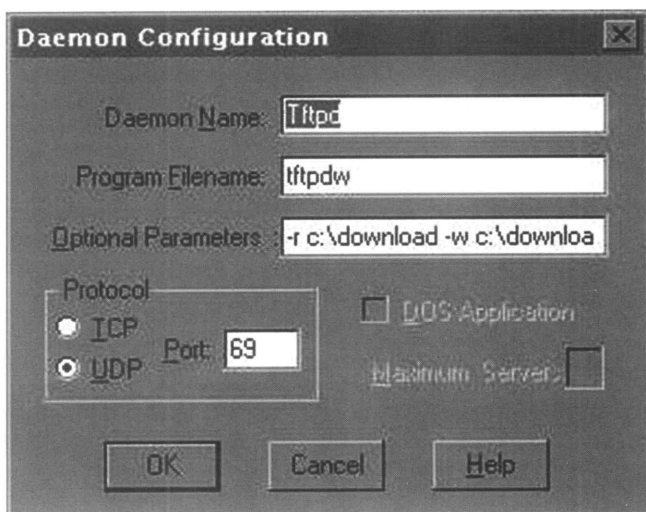 Daemon Configuration
Daemon Name: Tftpd
Program Filename: tftpdw
Optional Parameters : -r c:\download -w c:\downloa
Protocol
TCP
UDP
Port: 69
DOS Application
Maximum Servers
OK
Cancel
Help